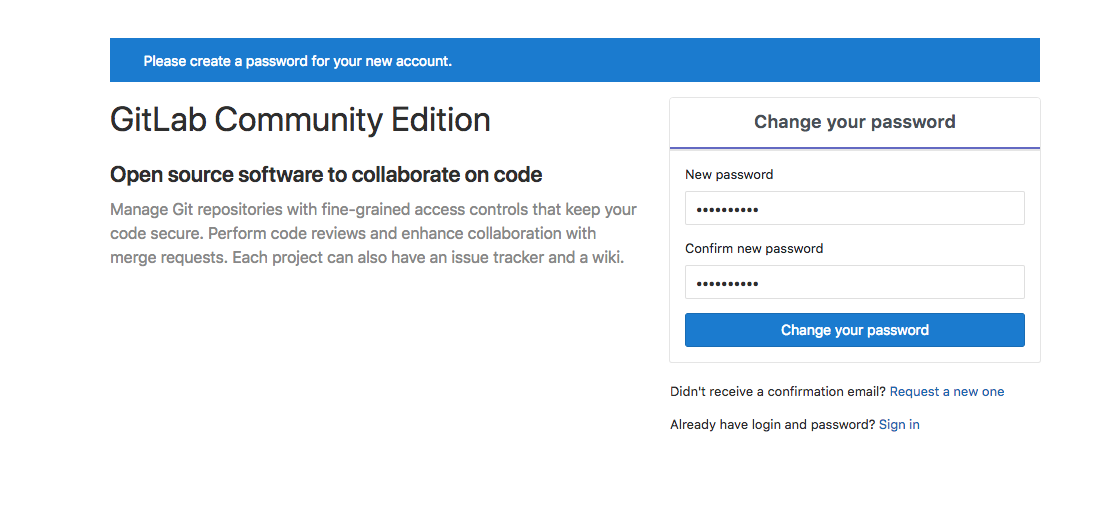 Please create a password for your new account.
GitLab Community Edition
Open source software to collaborate on code
Manage Git repositories with fine-grained access controls that keep your
code secure. Perform code reviews and enhance collaboration with
merge requests. Each project can also have an issue tracker and a wiki.
Change your password
New password
••••••••••
Confirm new password
••••••••••
Change your password
Didn't receive a confirmation email? Request a new one
Already have login and password? Sign in